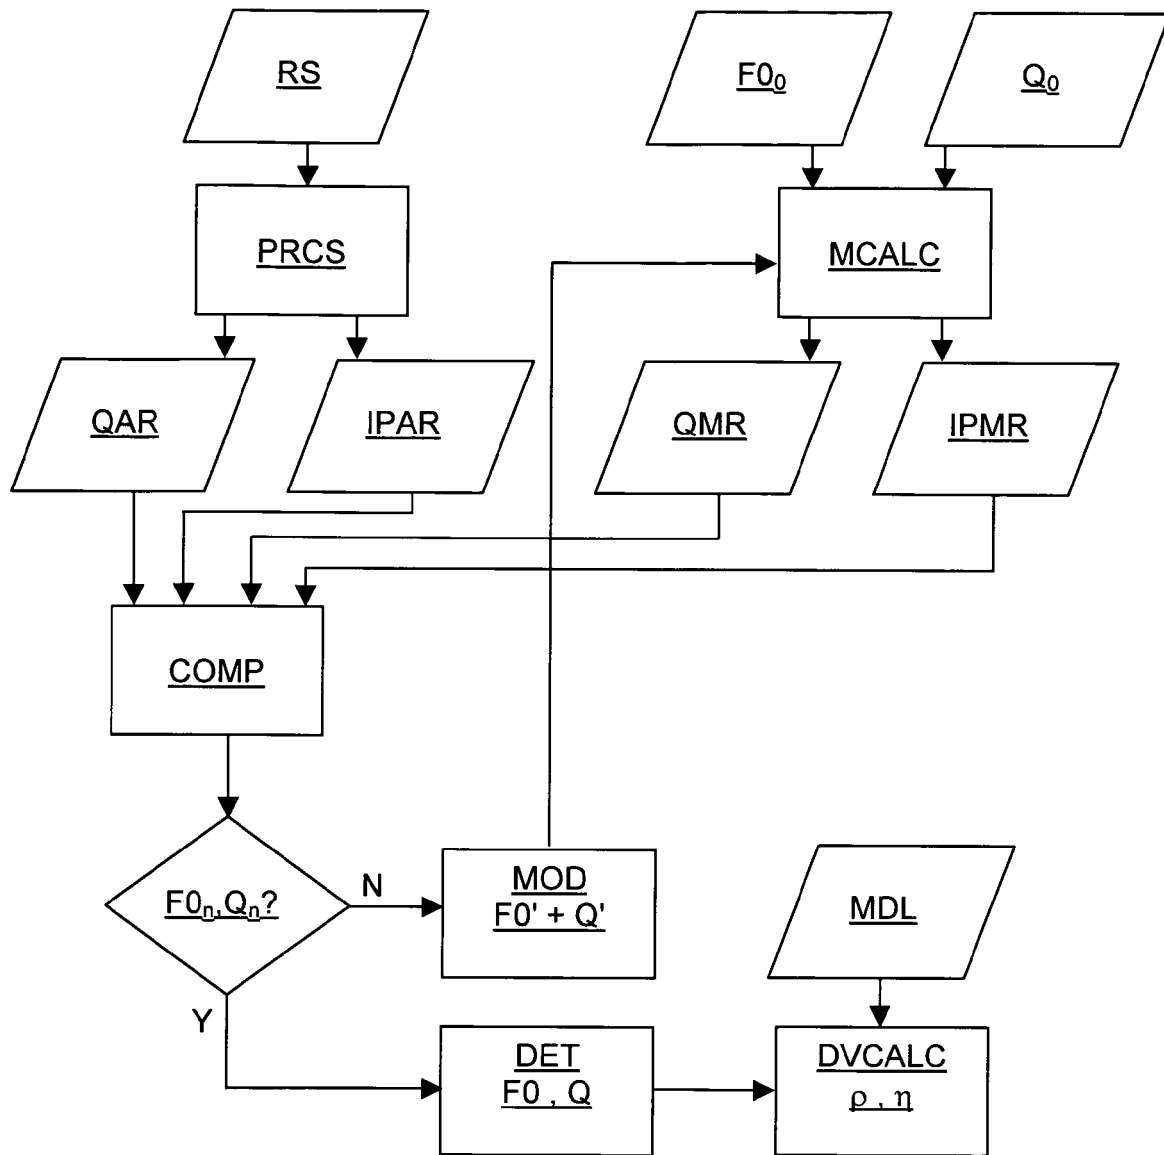 RS
F0₀
Q₀
PRCS
MCALC
QAR
IPAR
QMR
IPMR
COMP
F0ₙ,Qₙ?
N
MOD
F0' + Q'
MDL
Y
DET
F0 , Q
DVCALC
ρ , η